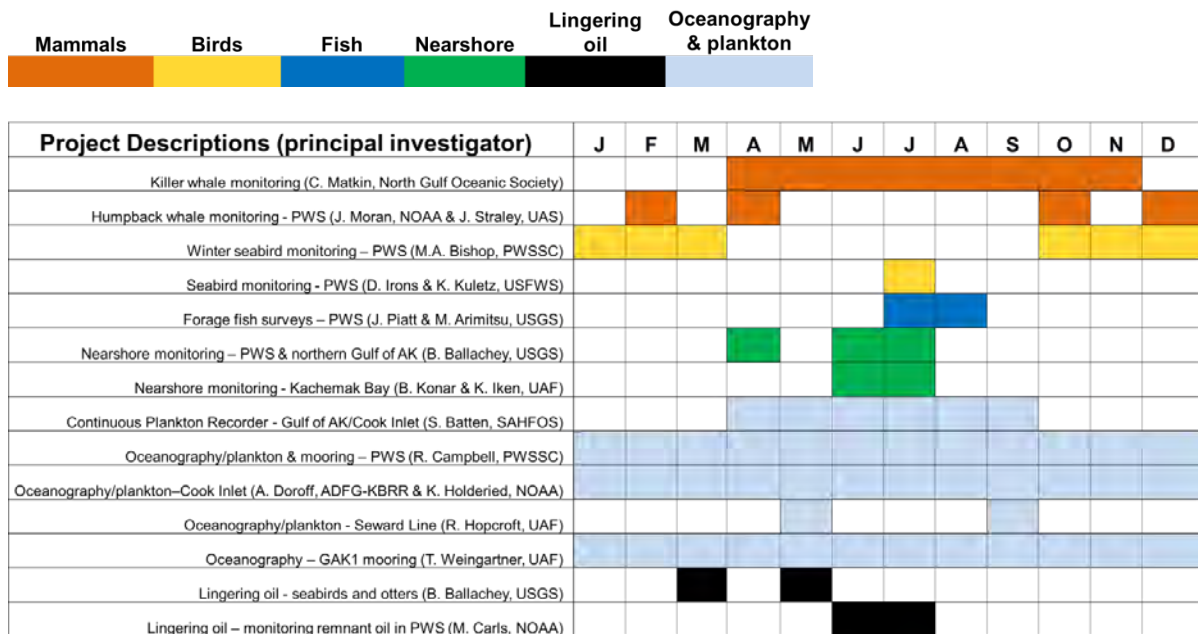 Mammals Birds Fish Nearshore Lingering oil Oceanography & plankton
Project Descriptions (principal investigator) J F M A M J J A S O N D
Killer whale monitoring (C. Matkin, North Gulf Oceanic Society)
Humpback whale monitoring - PWS (J. Moran, NOAA & J. Straley, UAS)
Winter seabird monitoring – PWS (M.A. Bishop, PWSSC)
Seabird monitoring - PWS (D. Irons & K. Kuletz, USFWS)
Forage fish surveys – PWS (J. Piatt & M. Arimitsu, USGS)
Nearshore monitoring – PWS & northern Gulf of AK (B. Ballachey, USGS)
Nearshore monitoring - Kachemak Bay (B. Konar & K. Iken, UAF)
Continuous Plankton Recorder - Gulf of AK/Cook Inlet (S. Batten, SAHFOS)
Oceanography/plankton & mooring – PWS (R. Campbell, PWSSC)
Oceanography/plankton–Cook Inlet (A. Doroff, ADFG-KBRR & K. Holderied, NOAA)
Oceanography/plankton - Seward Line (R. Hopcroft, UAF)
Oceanography – GAK1 mooring (T. Weingartner, UAF)
Lingering oil - seabirds and otters (B. Ballachey, USGS)
Lingering oil – monitoring remnant oil in PWS (M. Carls, NOAA)